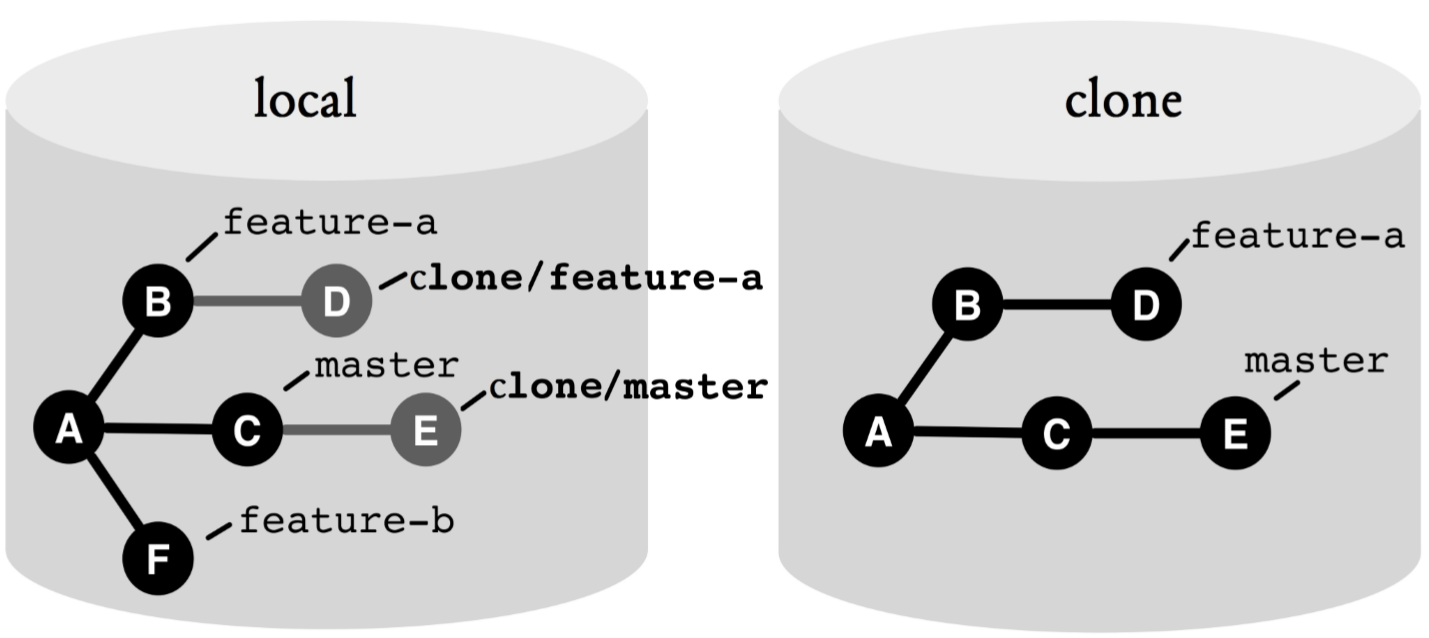 local
feature-a
B
D
clone/feature-a
master
clone/master
A
C
E
feature-b
F
clone
feature-a
B
D
master
A
C
E